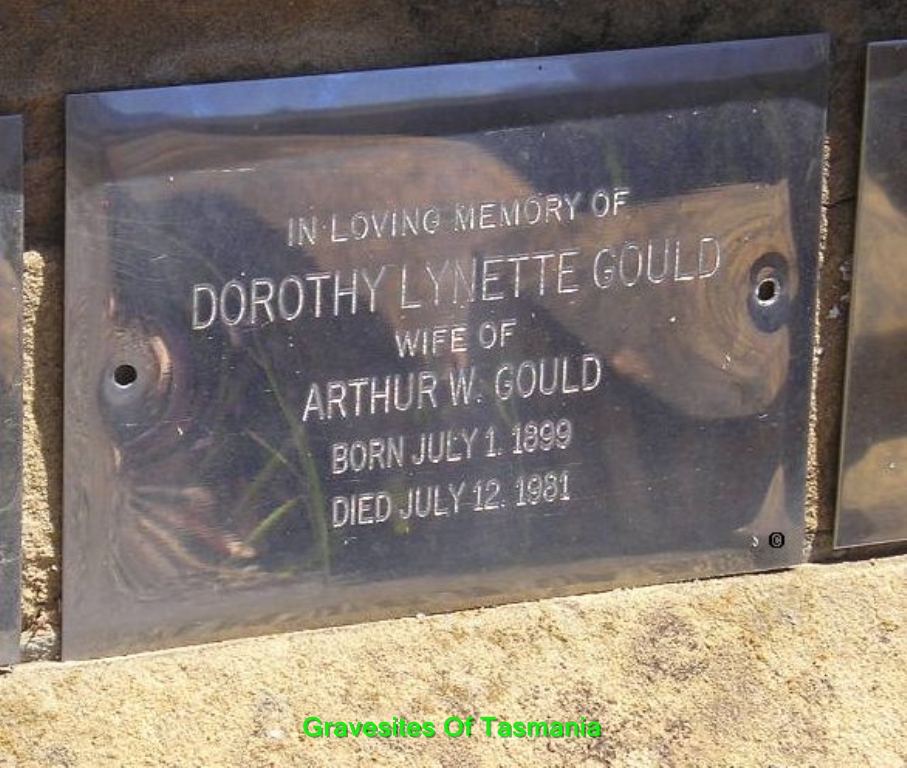 IN LOVING MEMORY OF
DOROTHY LYNETTE GOULD
WIFE OF
ARTHUR W. GOULD
BORN JULY 1. 1899
DIED JULY 12. 1981
©
Gravesites Of Tasmania